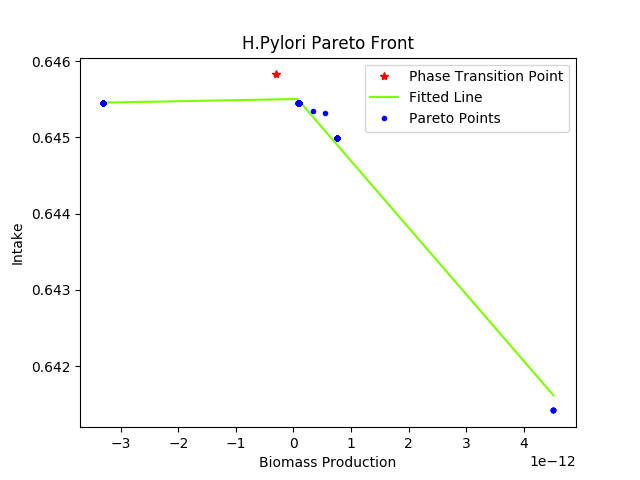 H.Pylori Pareto Front
Phase Transition Point
Fitted Line
Pareto Points
Intake
0.646
0.645
0.644
0.643
0.642
−3
−2
−1
0
1
2
3
4
1e−12
Biomass Production